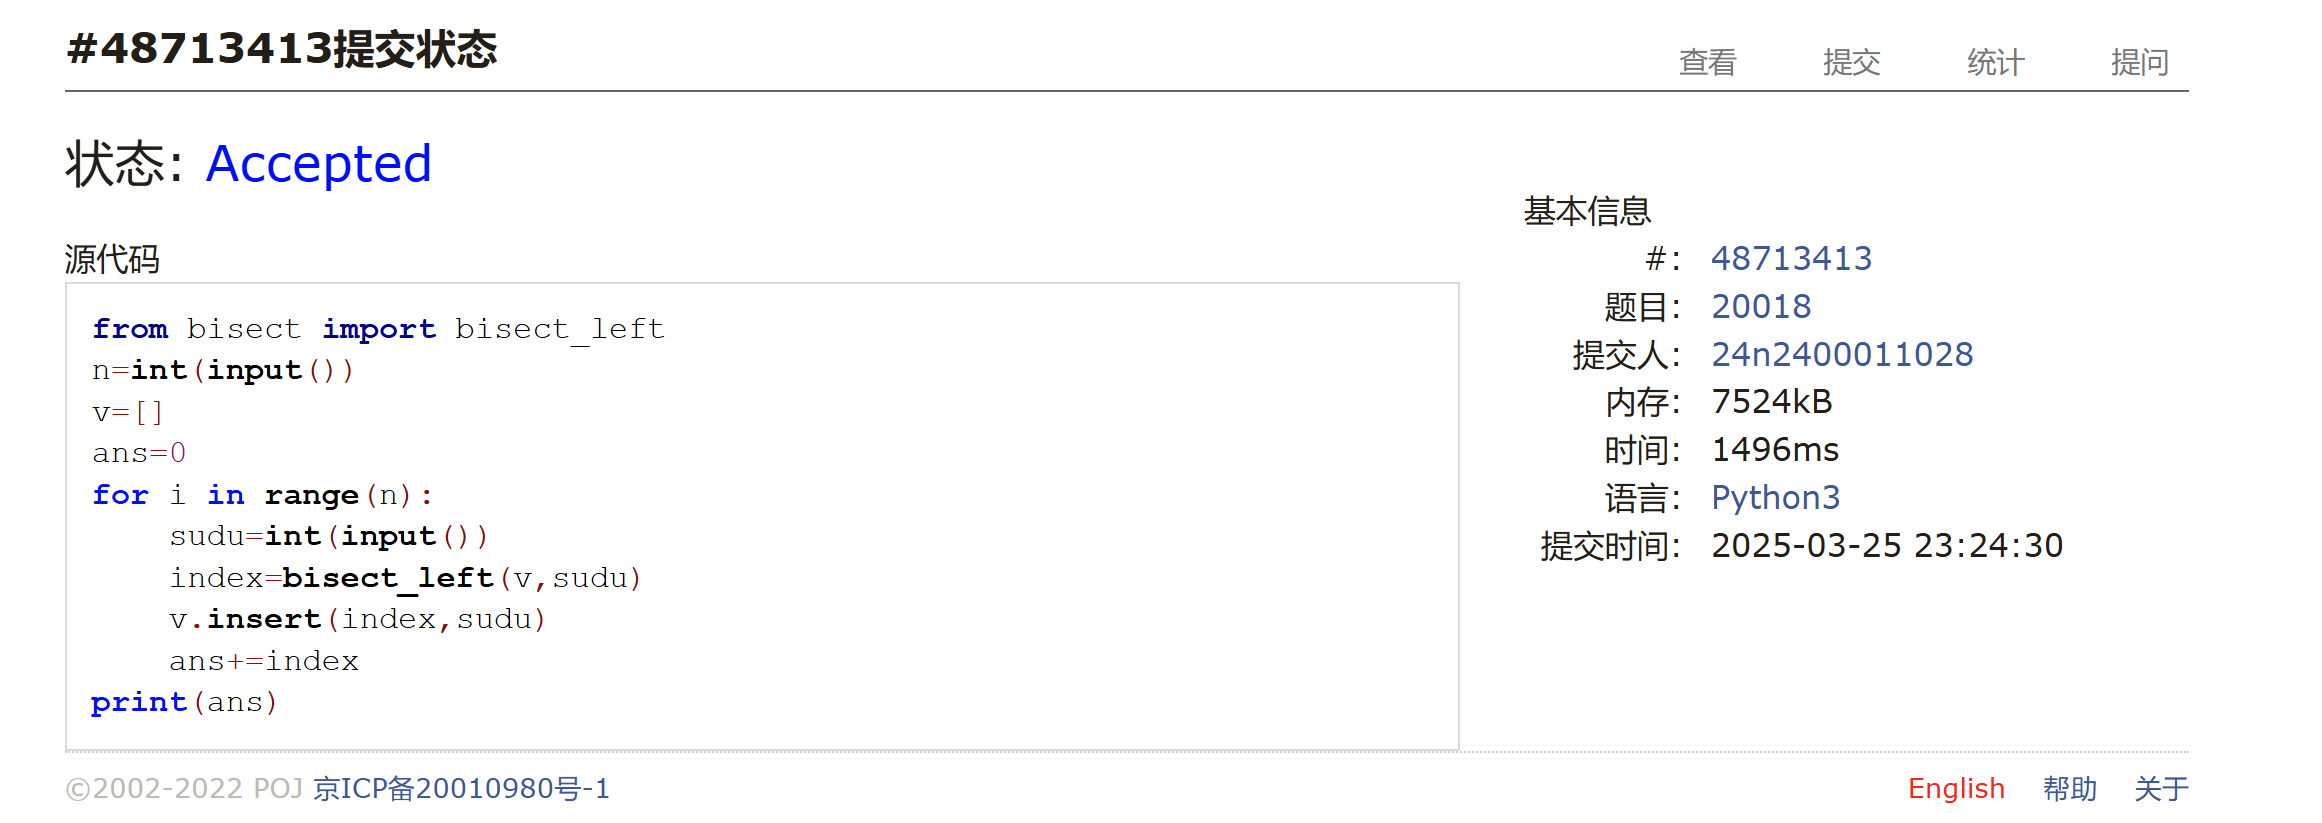 #48713413提交状态
查看 提交 统计 提问
状态: Accepted
源代码
from bisect import bisect_left
n=int(input())
v=[]
ans=0
for i in range(n):
    sudu=int(input())
    index=bisect_left(v,sudu)
    v.insert(index,sudu)
    ans+=index
print(ans)
基本信息
#: 48713413
题目: 20018
提交人: 24n2400011028
内存: 7524kB
时间: 1496ms
语言: Python3
提交时间: 2025-03-25 23:24:30
©2002-2022 POJ 京ICP备20010980号-1
English 帮助 关于